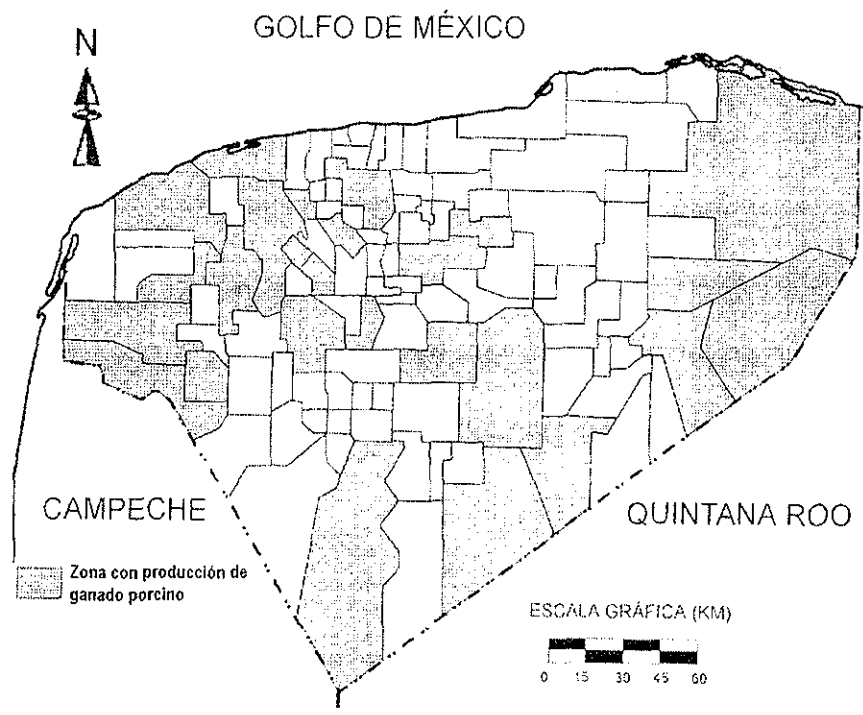 GOLFO DE MÉXICO
N
CAMPECHE
QUINTANA ROO
Zona con producción de
ganado porcino
ESCALA GRÁFICA (KM)
0 15 30 45 60